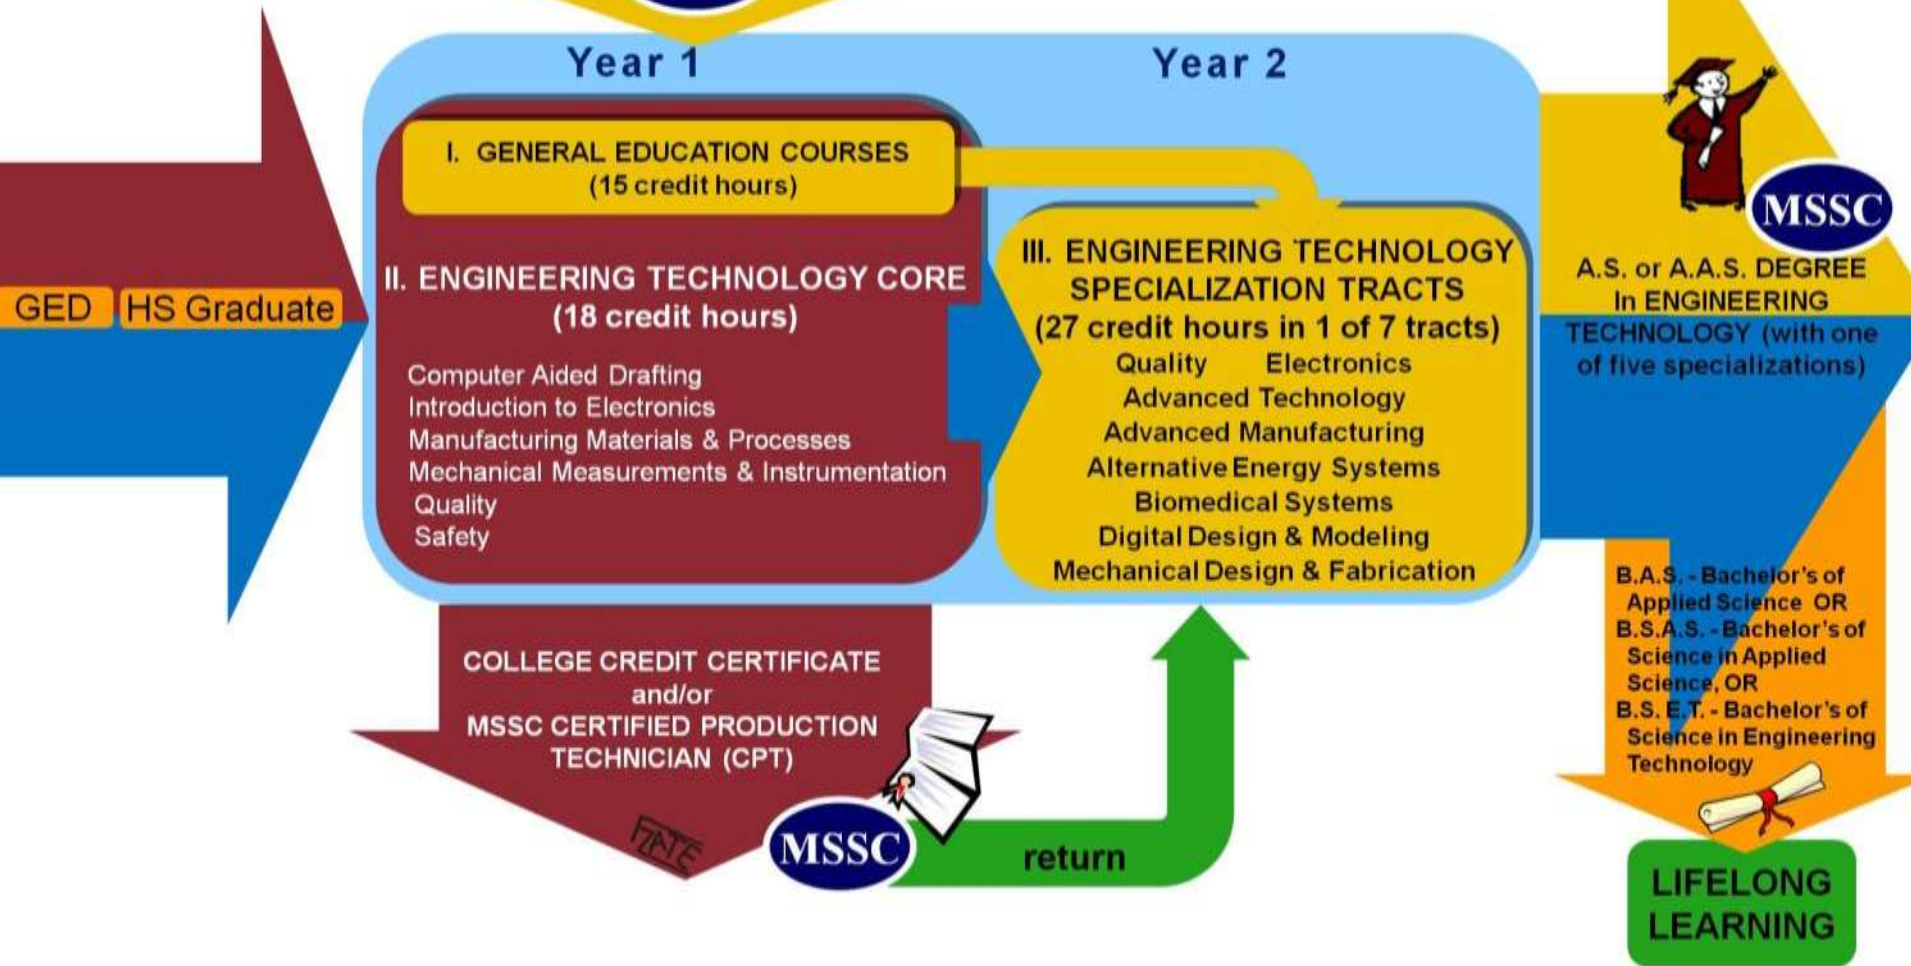 Year 1
Year 2
I. GENERAL EDUCATION COURSES
(15 credit hours)
II. ENGINEERING TECHNOLOGY CORE
(18 credit hours)
Computer Aided Drafting
Introduction to Electronics
Manufacturing Materials & Processes
Mechanical Measurements & Instrumentation
Quality
Safety
GED
HS Graduate
III. ENGINEERING TECHNOLOGY
SPECIALIZATION TRACTS
(27 credit hours in 1 of 7 tracts)
Quality Electronics
Advanced Technology
Advanced Manufacturing
Alternative Energy Systems
Biomedical Systems
Digital Design & Modeling
Mechanical Design & Fabrication
MSSC
A.S. or A.A.S. DEGREE
In ENGINEERING
TECHNOLOGY (with one
of five specializations)
COLLEGE CREDIT CERTIFICATE
and/or
MSSC CERTIFIED PRODUCTION
TECHNICIAN (CPT)
FLATE
MSSC
return
B.A.S. - Bachelor's of
Applied Science OR
B.S.A.S. - Bachelor's of
Science in Applied
Science, OR
B.S. E.T. - Bachelor's of
Science in Engineering
Technology
LIFELONG
LEARNING